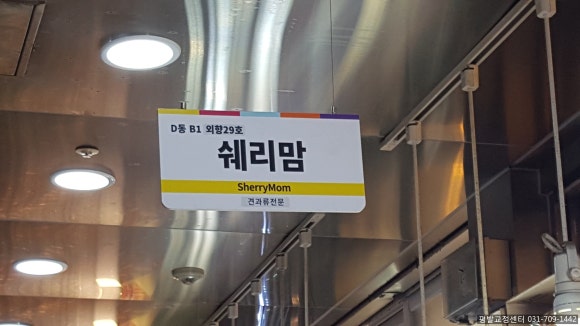 D동 B1 외향29호
쉐리맘
SherryMom
견과류전문
평발교정센터 031-709-1442